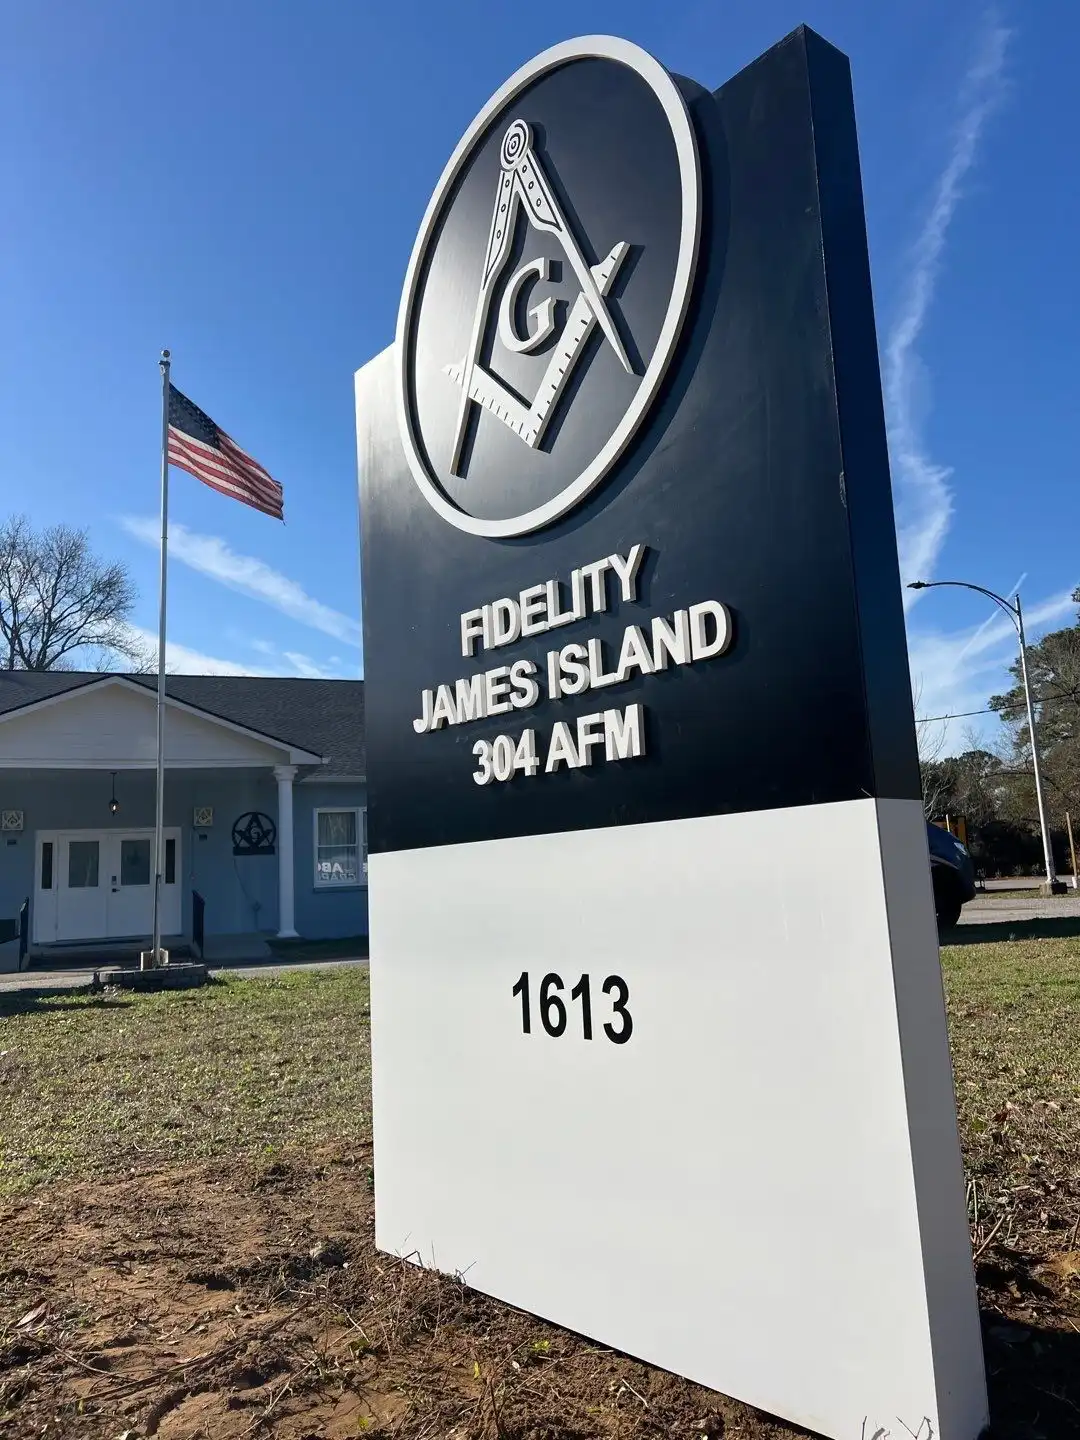 G
FIDELITY
JAMES ISLAND
304 AFM
1613
G